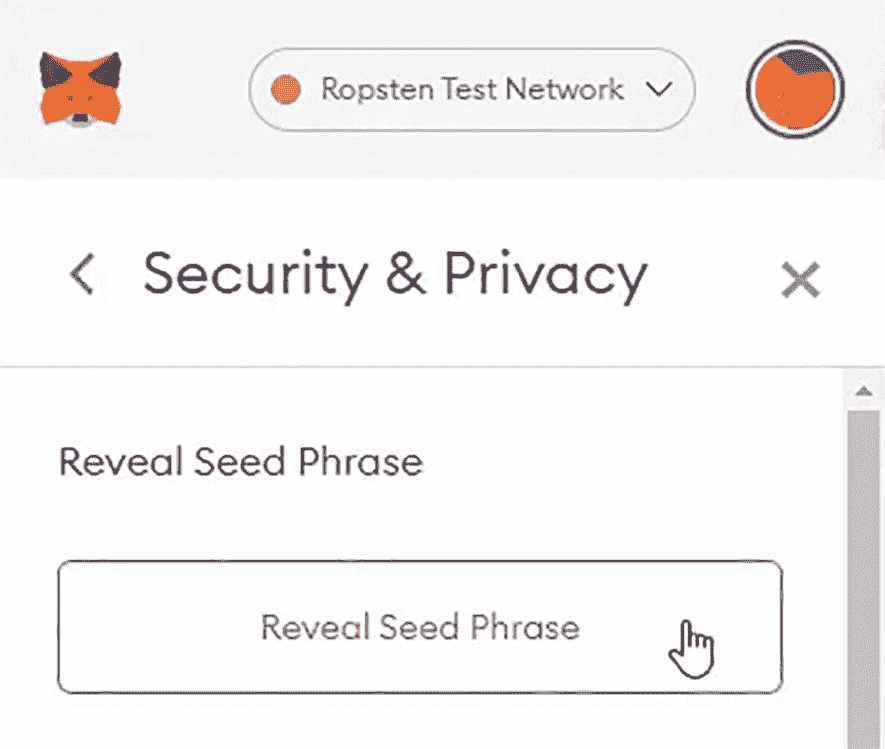 Ropsten Test Network
Security & Privacy
Reveal Seed Phrase
Reveal Seed Phrase